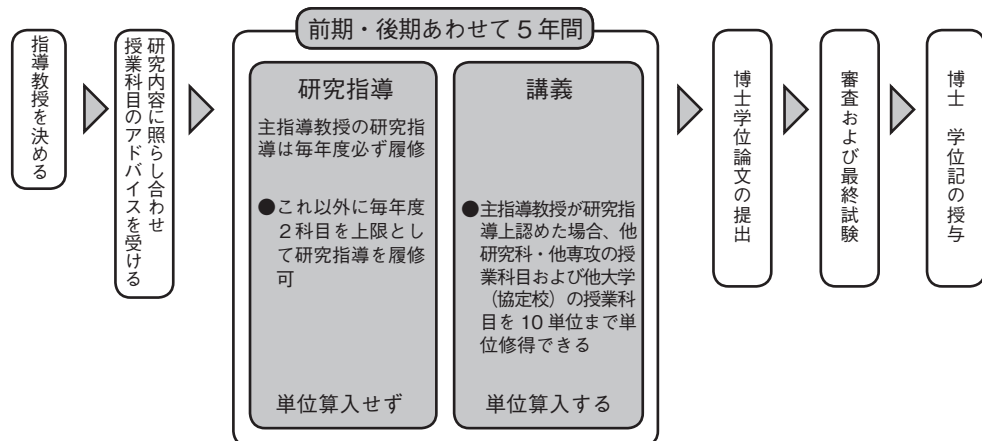 指導教授を決める
研究内容に照らし合わせ
授業科目のアドバイスを受ける
前期・後期あわせて5年間
研究指導
主指導教授の研究指
導は毎年度必ず履修
●これ以外に毎年度
2科目を上限とし
て研究指導を履修
可
単位算入せず
講義
●主指導教授が研究指
導上認めた場合、他
研究科・他専攻の授
業科目および他大学
（協定校）の授業科
目を10単位まで単
位修得できる
単位算入する
博士学位論文の提出
審査および最終試験
博士　学位記の授与